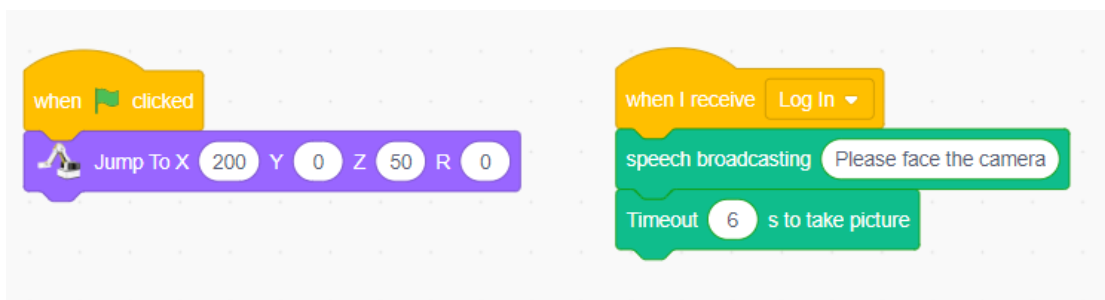 when clicked
Jump To X 200 Y 0 Z 50 R 0
when I receive Log In
speech broadcasting Please face the camera
Timeout 6 s to take picture